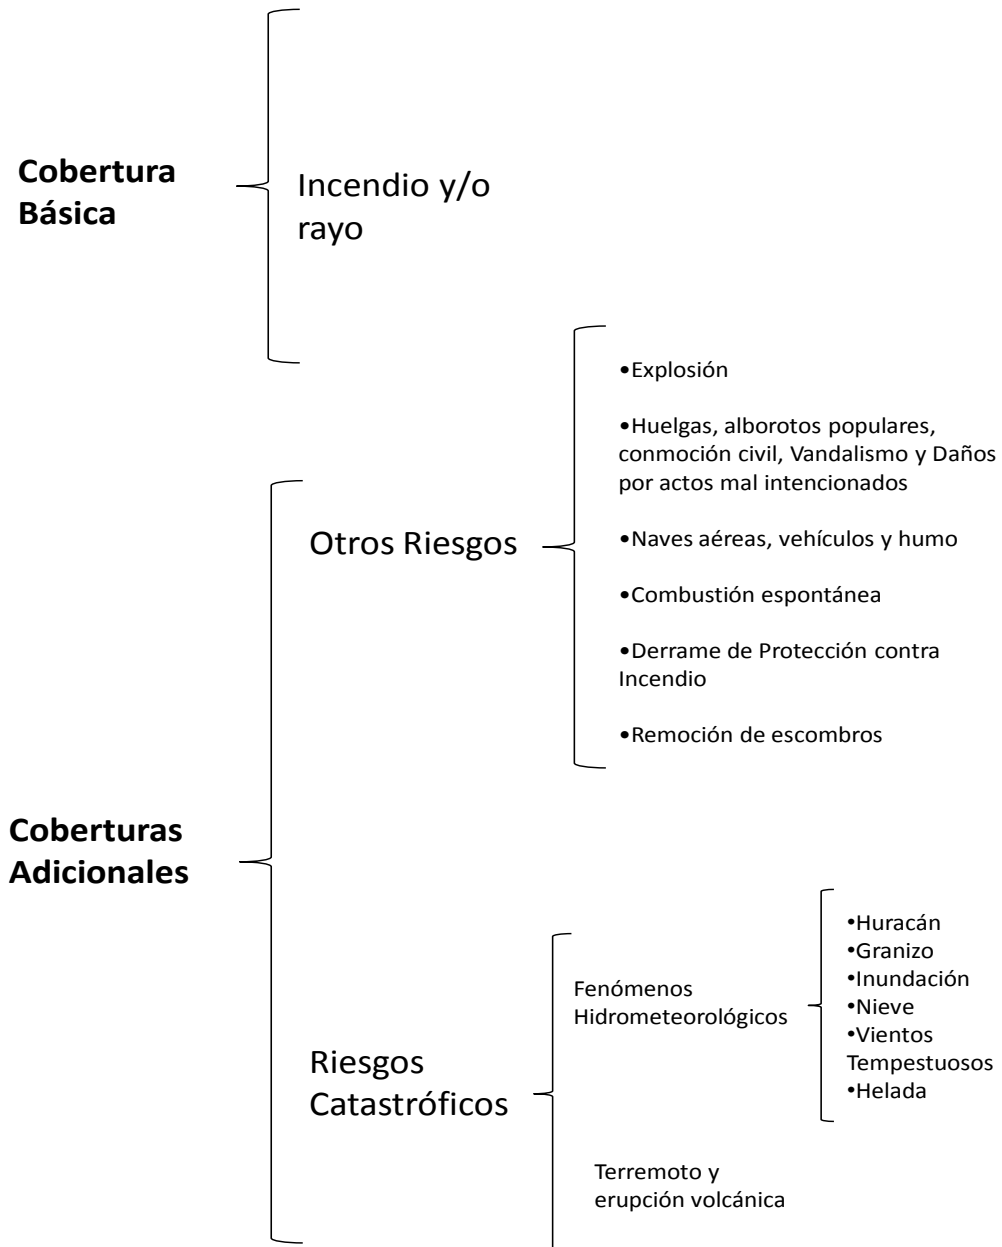 Cobertura
Básica
Incendio y/o
rayo
Coberturas
Adicionales
Otros Riesgos
•Explosión
•Huelgas, alborotos populares,
conmoción civil, Vandalismo y Daños
por actos mal intencionados
•Naves aéreas, vehículos y humo
•Combustión espontánea
•Derrame de Protección contra
Incendio
•Remoción de escombros
Riesgos
Catastróficos
Fenómenos
Hidrometeorológicos
•Huracán
•Granizo
•Inundación
•Nieve
•Vientos
Tempestuosos
•Helada
Terremoto y
erupción volcánica